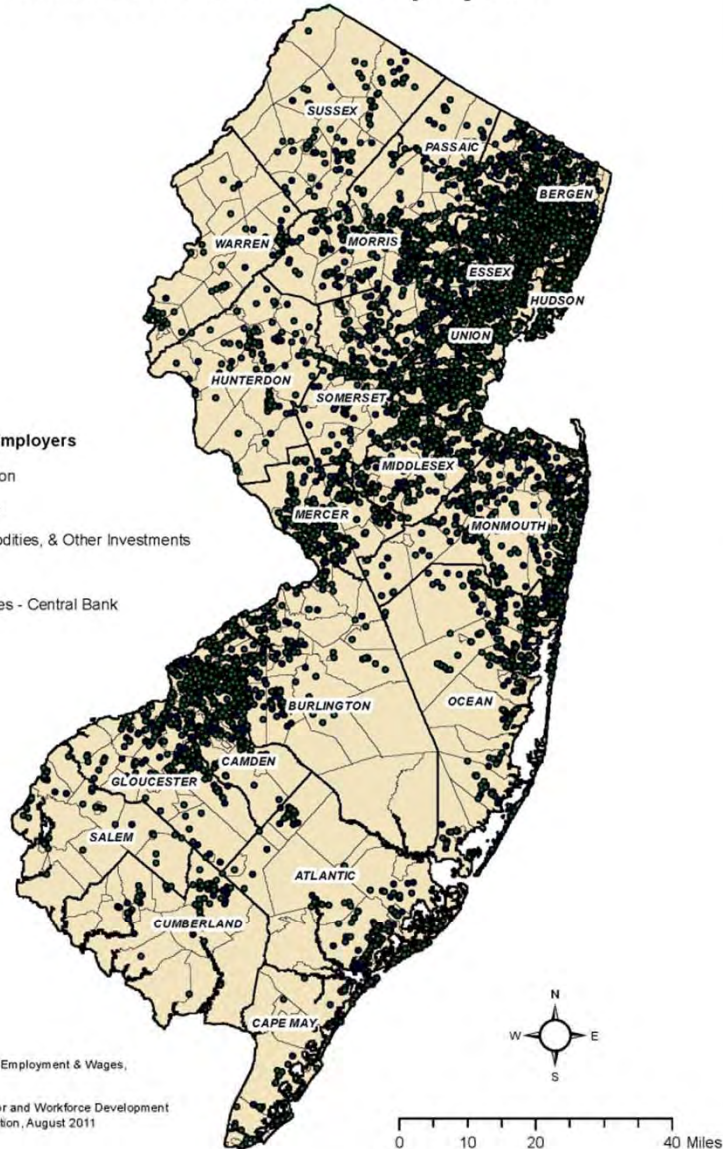 SUSSEX
PASSAIC
BERGEN
WARREN
MORRIS
ESSEX
HUDSON
UNION
HUNTERDON
SOMERSET
mployers
on
MIDDLESEX
MERCER
MONMOUTH
odities, & Other Investments
es - Central Bank
OCEAN
BURLINGTON
CAMDEN
GLOUCESTER
SALEM
ATLANTIC
CUMBERLAND
N
W E
S
CAPE MAY
Employment & Wages,
or and Workforce Development
tion, August 2011
0 10 20 40 Miles